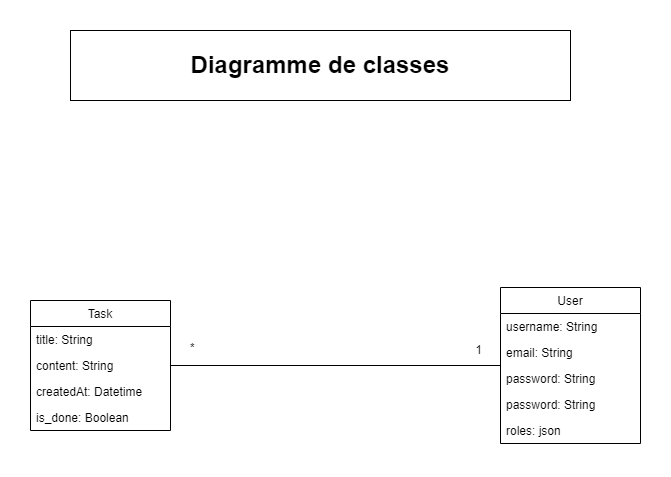 Diagramme de classes
Task
title: String
content: String
createdAt: Datetime
is_done: Boolean
*
1
User
username: String
email: String
password: String
password: String
roles: json